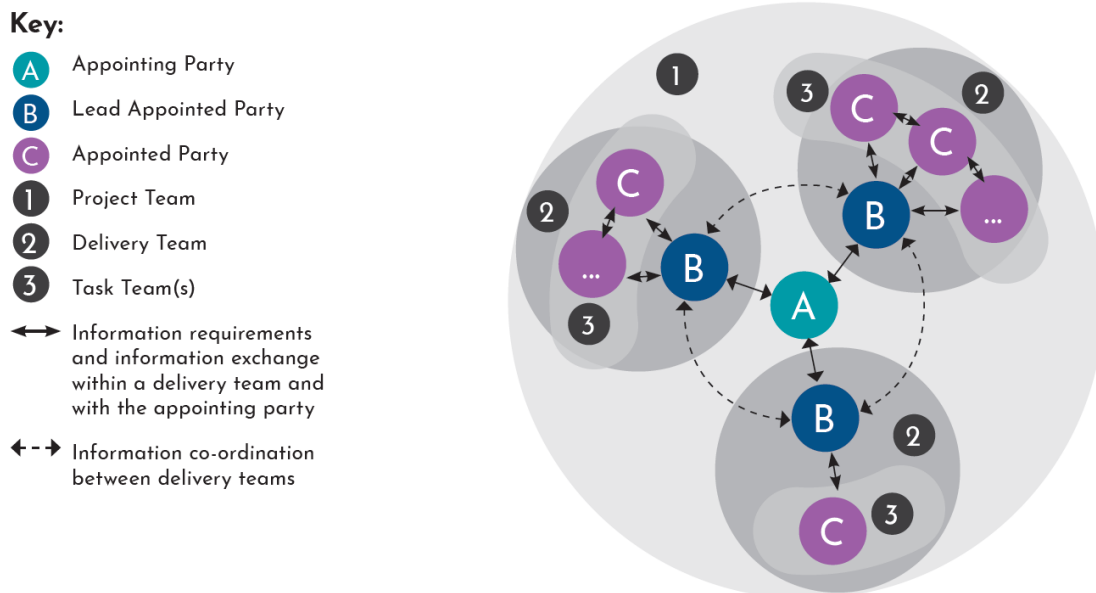 Key:
A Appointing Party
B Lead Appointed Party
C Appointed Party
1 Project Team
2 Delivery Team
3 Task Team(s)
Information requirements
and information exchange
within a delivery team and
with the appointing party
Information co-ordination
between delivery teams
1
3
C
2
C
C
2
B
...
B
...
A
3
B
2
C
3